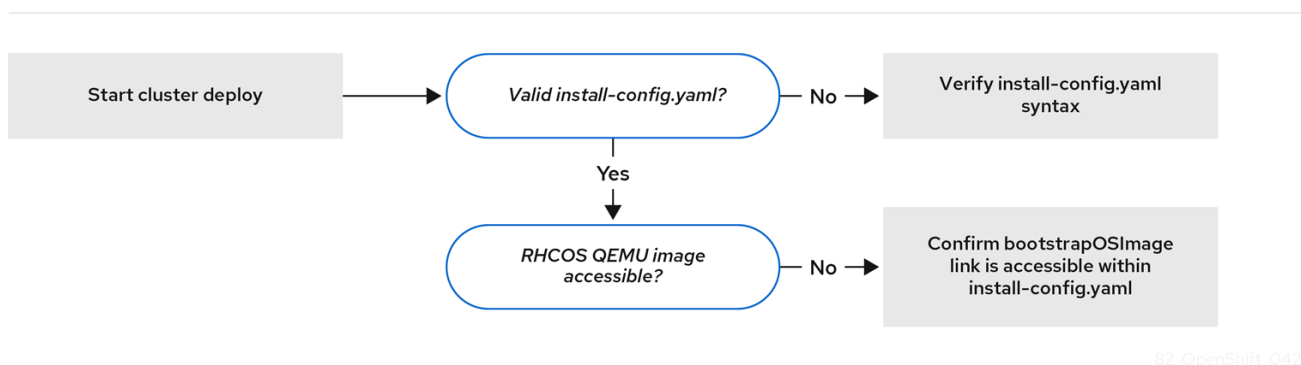 Start cluster deploy
Valid install-config.yaml?
No
Verify install-config.yaml
syntax
Yes
RHCOS QEMU image
accessible?
No
Confirm bootstrapOSImage
link is accessible within
install-config.yaml
82_OpenShift_042